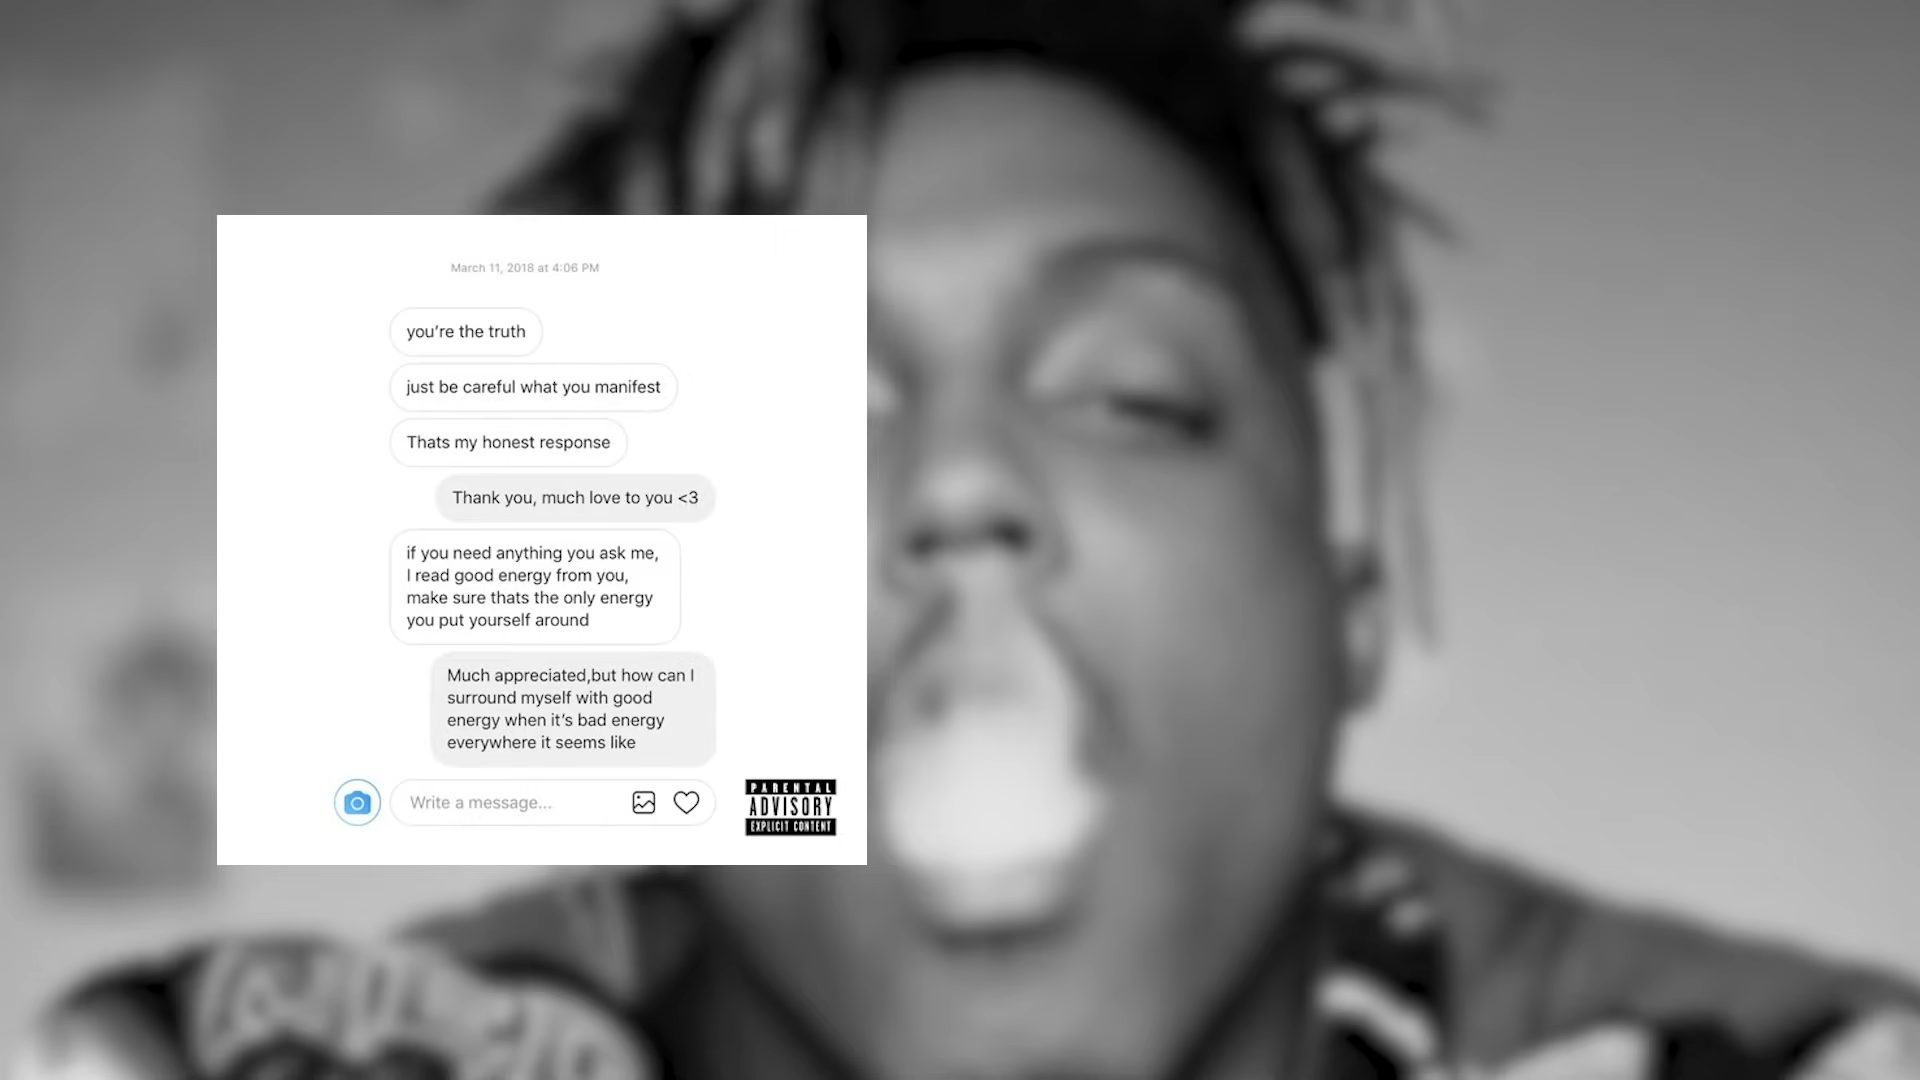 March 11, 2018 at 4:06 PM
you’re the truth
just be careful what you manifest
Thats my honest response
Thank you, much love to you <3
if you need anything you ask me,
I read good energy from you,
make sure thats the only energy
you put yourself around
Much appreciated,but how can I
surround myself with good
energy when it’s bad energy
everywhere it seems like
Write a message...
PARENTAL
ADVISORY
EXPLICIT CONTENT